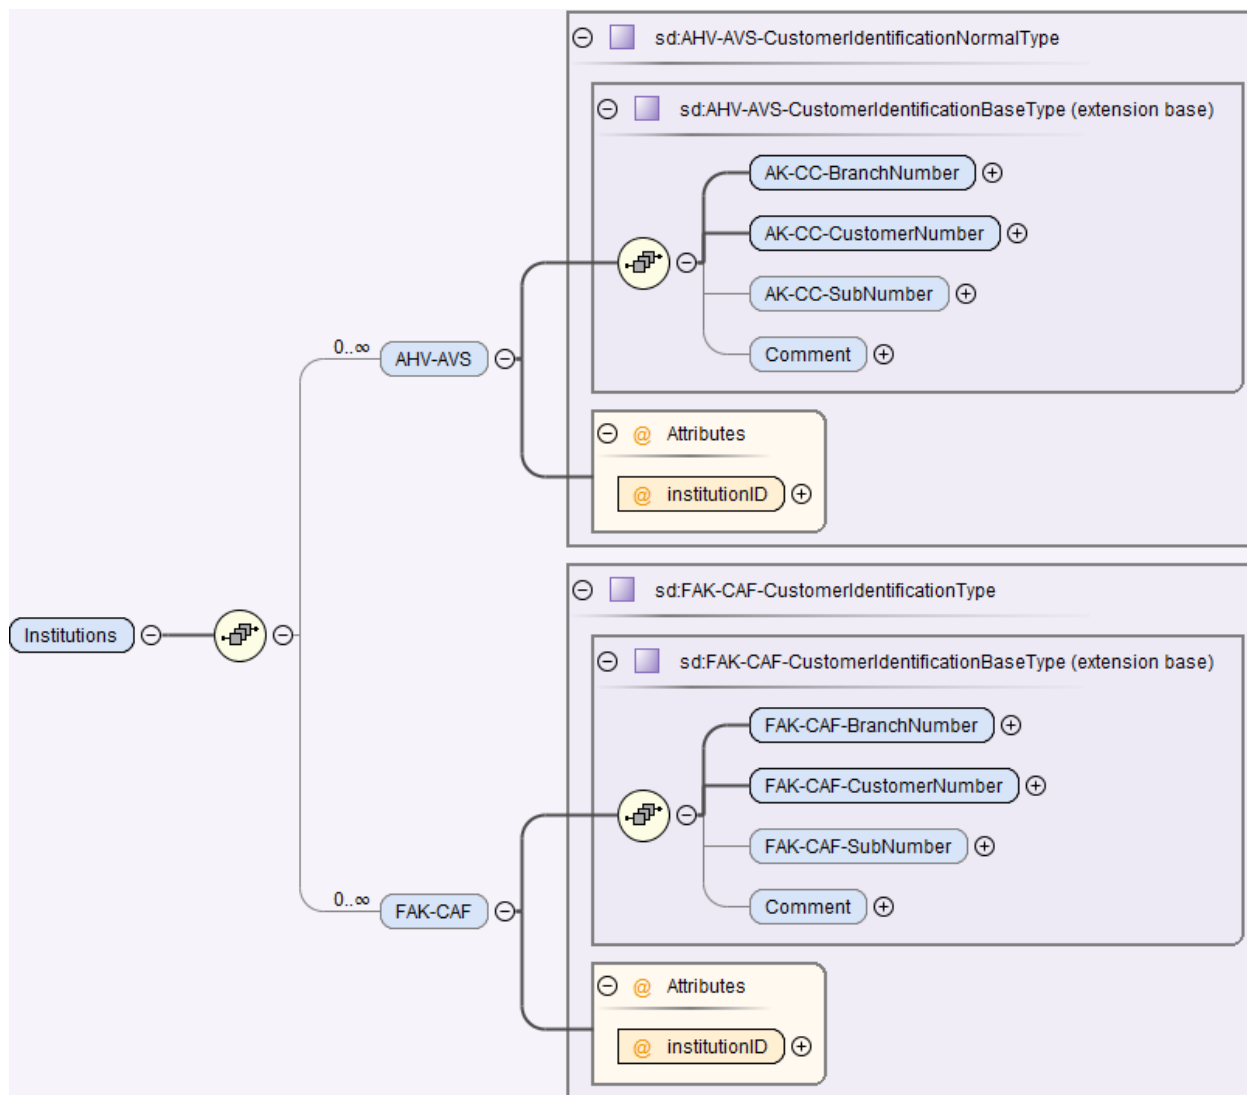 sd:AHV-AVS-CustomerIdentificationNormalType
sd:AHV-AVS-CustomerIdentificationBaseType (extension base)
AK-CC-BranchNumber
AK-CC-CustomerNumber
AK-CC-SubNumber
Comment
0..∞
AHV-AVS
@ Attributes
@ institutionID
Institutions
sd:FAK-CAF-CustomerIdentificationType
sd:FAK-CAF-CustomerIdentificationBaseType (extension base)
FAK-CAF-BranchNumber
FAK-CAF-CustomerNumber
FAK-CAF-SubNumber
Comment
0..∞
FAK-CAF
@ Attributes
@ institutionID